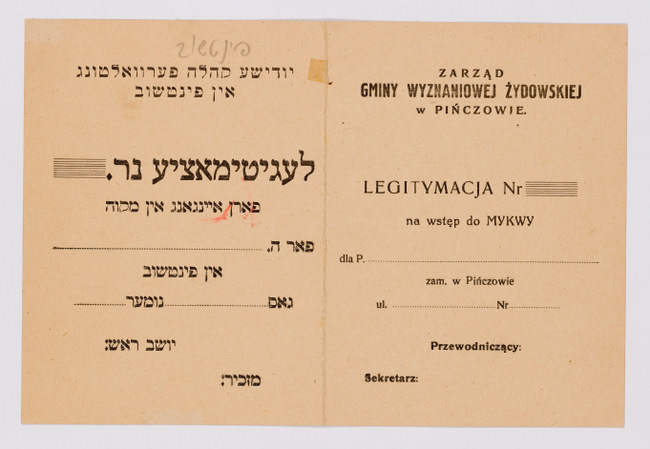 פינטשוב
יודישע קהלה פערוואלטונג
אין פינטשוב
לעגיטימאציע נר.
פארן איינגאנג אין מקוה
פאר ה.
אין פינטשוב
גאס נומער
יושב ראש:
מזכיר:
ZARZĄD
GMINY WYZNANIOWEJ ŻYDOWSKIEJ
w PIŃCZOWIE.
LEGITYMACJA Nr
na wstęp do MYKWY
dla P.
zam. w Pińczowie
ul. Nr
Przewodniczący:
Sekretarz: